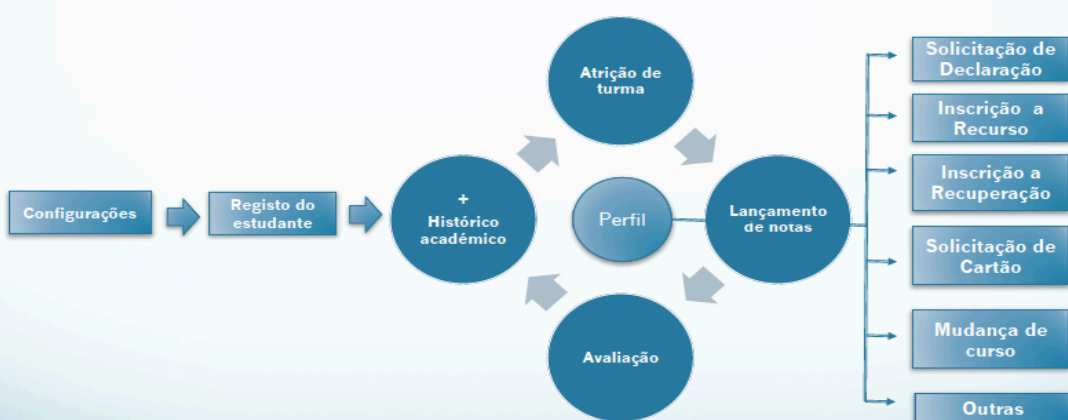 Configurações
Registo do
estudante
+
Histórico
académico
Atrição de
turma
Perfil
Lançamento
de notas
Avaliação
Solicitação de
Declaração
Inscrição a
Recurso
Inscrição a
Recuperação
Solicitação de
Cartão
Mudança de
curso
Outras